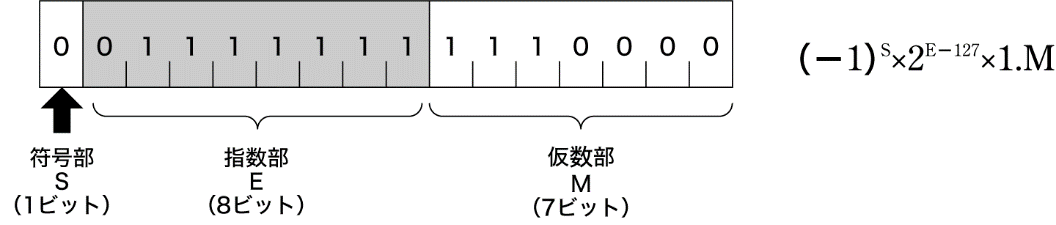 0 0 1 1 1 1 1 1 1 1 1 1 0 0 0 0
(－1)^S×2^E－127×1.M
符号部
S
(1ビット)
指数部
E
(8ビット)
仮数部
M
(7ビット)